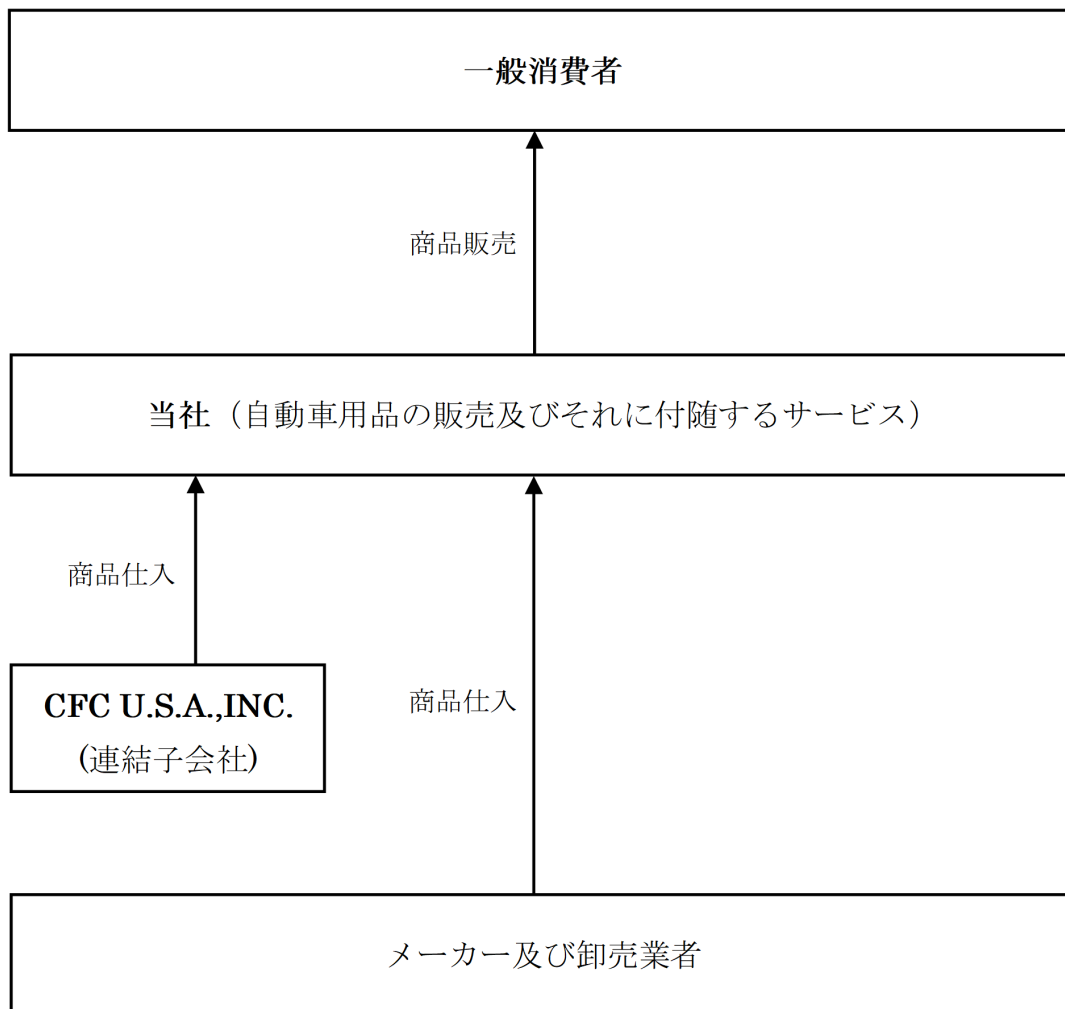 一般消費者
商品販売
当社（自動車用品の販売及びそれに付随するサービス）
商品仕入
CFC U.S.A.,INC.
(連結子会社)
商品仕入
メーカー及び卸売業者